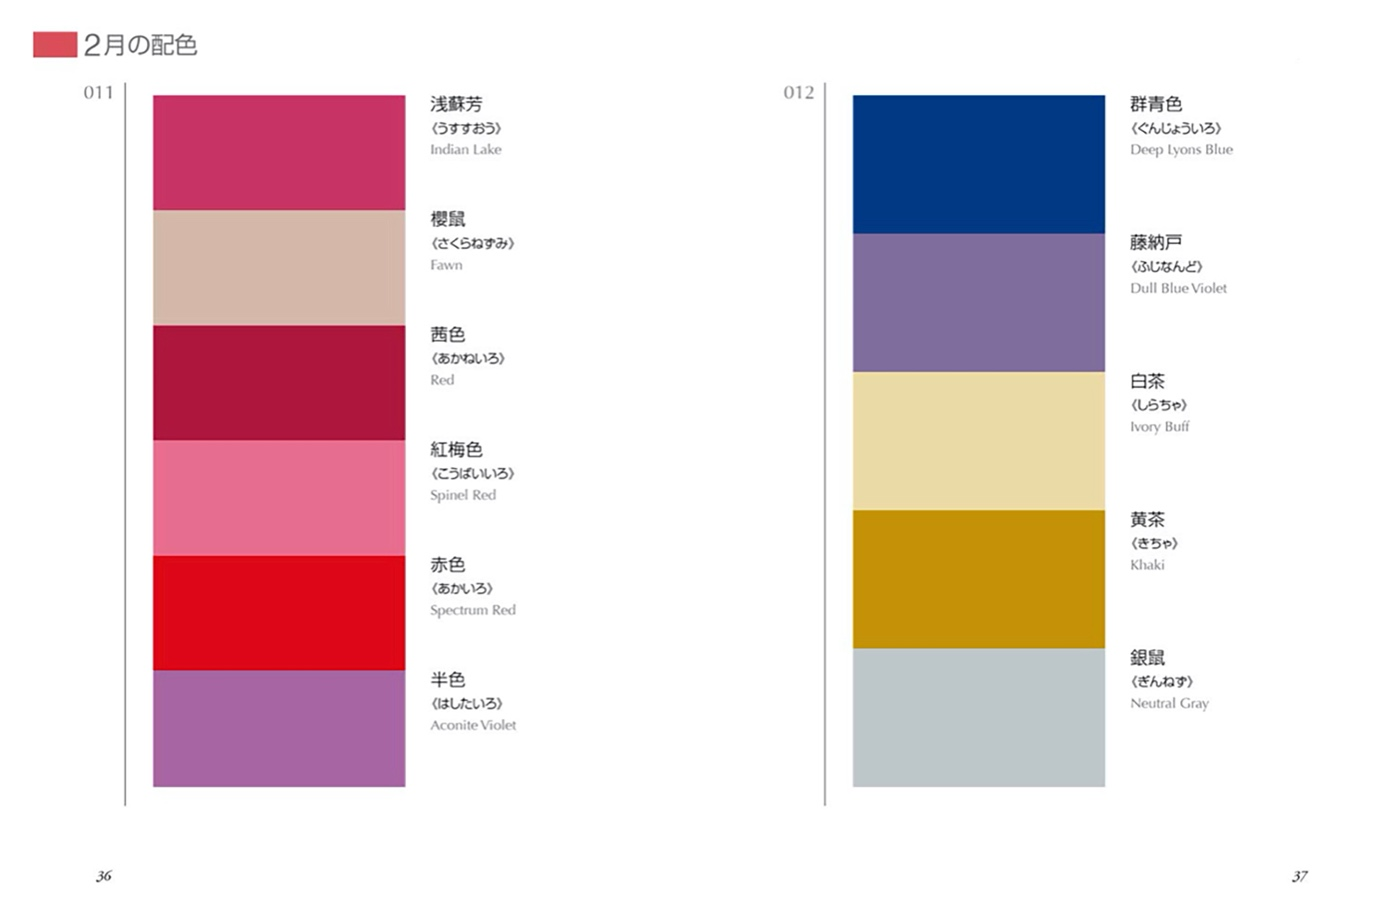 2月の配色
011
浅蘇芳
〈うすすおう〉
Indian Lake
櫻鼠
〈さくらねずみ〉
Fawn
茜色
〈あかねいろ〉
Red
紅梅色
〈こうばいいろ〉
Spinel Red
赤色
〈あかいろ〉
Spectrum Red
半色
〈はしたいろ〉
Aconite Violet
36
012
群青色
〈ぐんじょういろ〉
Deep Lyons Blue
藤納戸
〈ふじなんど〉
Dull Blue Violet
白茶
〈しらちゃ〉
Ivory Buff
黄茶
〈きちゃ〉
Khaki
銀鼠
〈ぎんねず〉
Neutral Gray
37